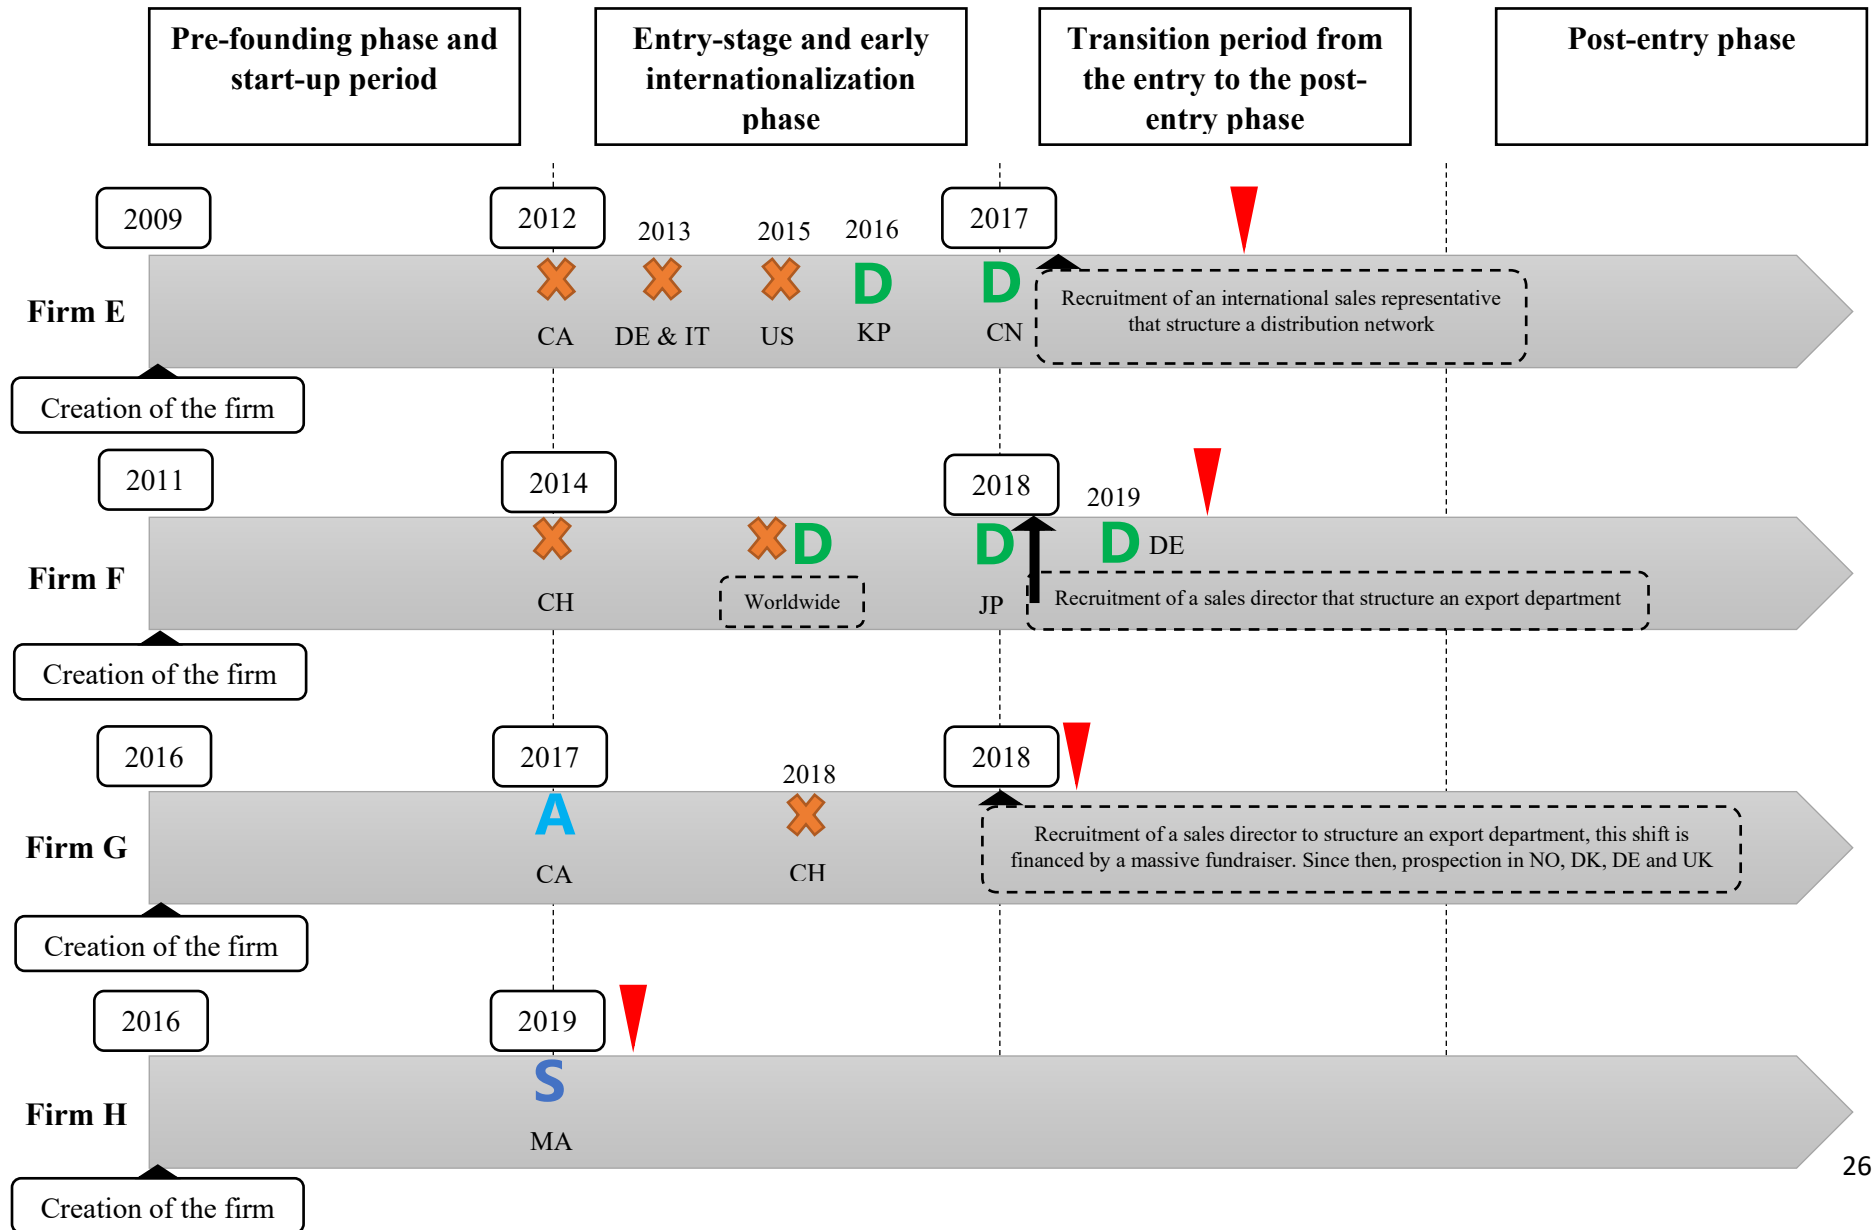 Pre-founding phase and
start-up period
Entry-stage and early
internationalization
phase
Transition period from
the entry to the post-
entry phase
Post-entry phase
2009
2012
2013
2015
2016
2017
Firm E
D
D
CA
DE & IT
US
KP
CN
Recruitment of an international sales representative
that structure a distribution network
Creation of the firm
2011
2014
2018
2019
Firm F
D
D
D DE
CH
Worldwide
JP
Recruitment of a sales director that structure an export department
Creation of the firm
2016
2017
2018
2018
Firm G
A
CA
CH
Recruitment of a sales director to structure an export department, this shift is
financed by a massive fundraiser. Since then, prospection in NO, DK, DE and UK
Creation of the firm
2016
2019
Firm H
S
MA
Creation of the firm
26